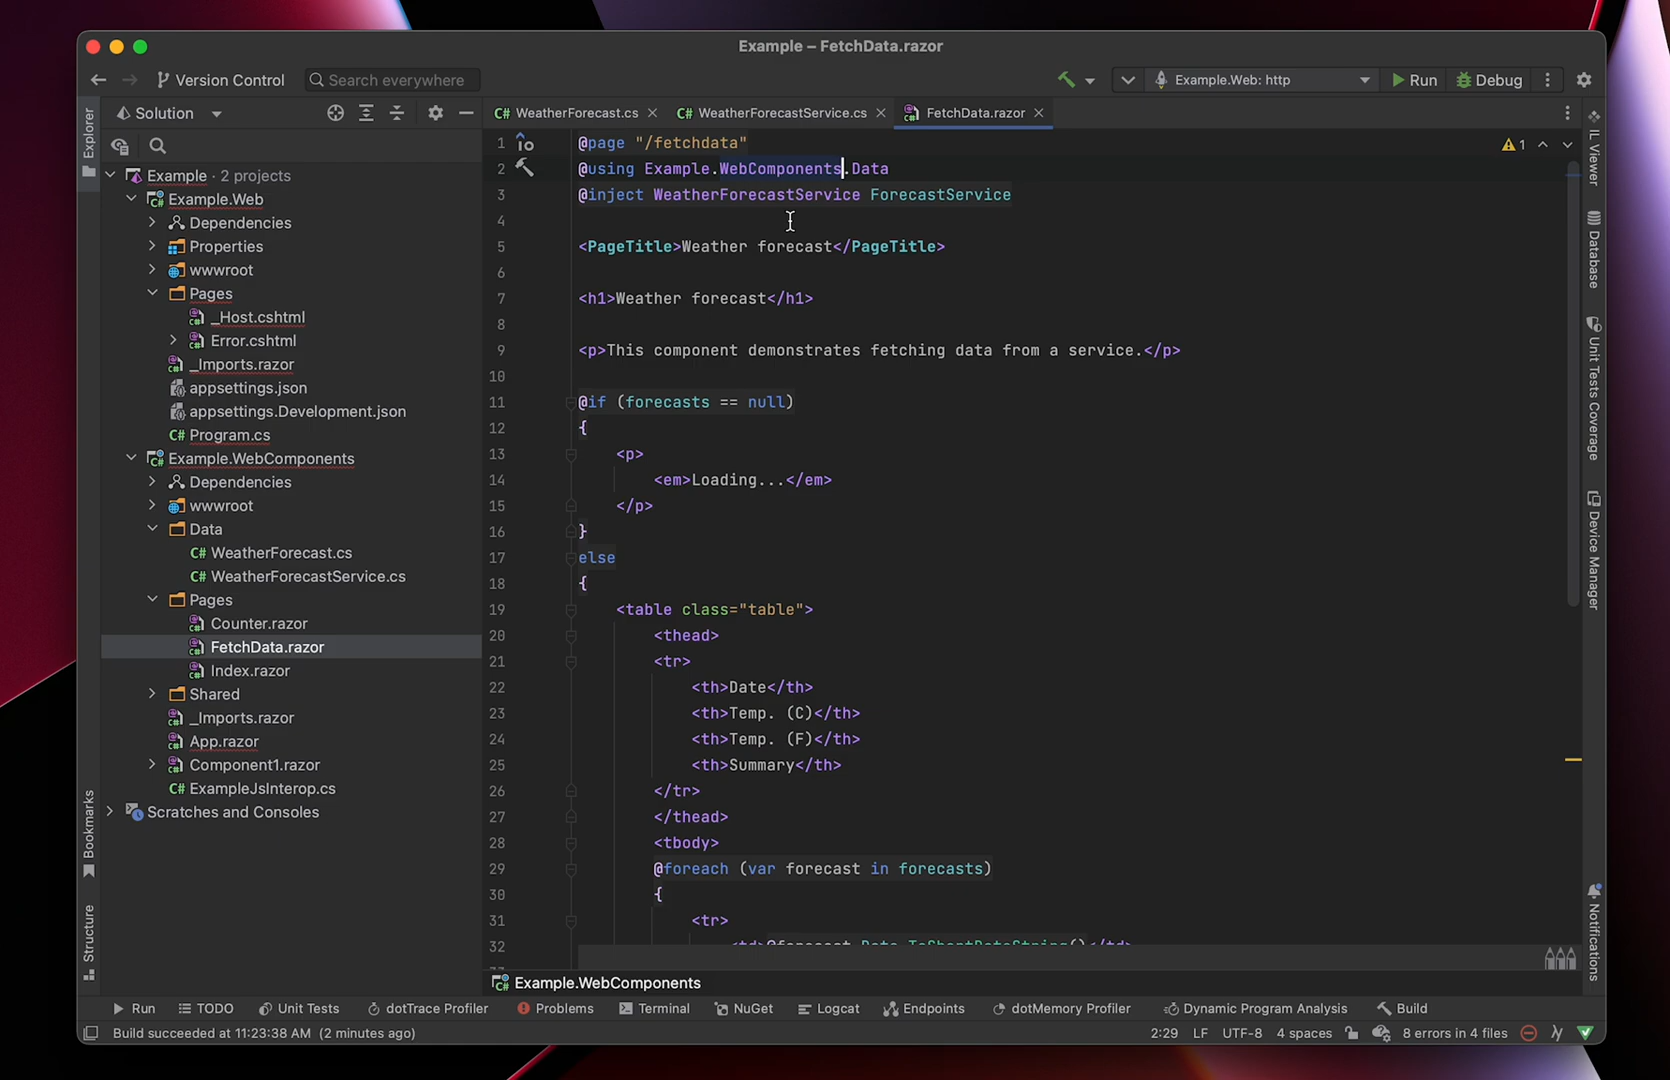 Example – FetchData.razor
Version Control
Search everywhere
Example.Web: http
Run
Debug
Explorer
Solution
C# WeatherForecast.cs
C# WeatherForecastService.cs
FetchData.razor
Example · 2 projects
Example.Web
Dependencies
Properties
wwwroot
Pages
_Host.cshtml
Error.cshtml
_Imports.razor
appsettings.json
appsettings.Development.json
C# Program.cs
Example.WebComponents
Dependencies
wwwroot
Data
C# WeatherForecast.cs
C# WeatherForecastService.cs
Pages
Counter.razor
FetchData.razor
Index.razor
Shared
_Imports.razor
App.razor
Component1.razor
C# ExampleJsInterop.cs
Scratches and Consoles
Bookmarks
Structure
1 @page "/fetchdata"
2 @using Example.WebComponents.Data
3 @inject WeatherForecastService ForecastService
4
5 <PageTitle>Weather forecast</PageTitle>
6
7 <h1>Weather forecast</h1>
8
9 <p>This component demonstrates fetching data from a service.</p>
10
11 @if (forecasts == null)
12 {
13 <p>
14 <em>Loading...</em>
15 </p>
16 }
17 else
18 {
19 <table class="table">
20 <thead>
21 <tr>
22 <th>Date</th>
23 <th>Temp. (C)</th>
24 <th>Temp. (F)</th>
25 <th>Summary</th>
26 </tr>
27 </thead>
28 <tbody>
29 @foreach (var forecast in forecasts)
30 {
31 <tr>
32 <td>@forecast.Date.ToShortDateString()</td>
1
IL Viewer
Database
Unit Tests Coverage
Device Manager
Notifications
Example.WebComponents
Run
TODO
Unit Tests
dotTrace Profiler
Problems
Terminal
NuGet
Logcat
Endpoints
dotMemory Profiler
Dynamic Program Analysis
Build
Build succeeded at 11:23:38 AM (2 minutes ago)
2:29
LF
UTF-8
4 spaces
8 errors in 4 files